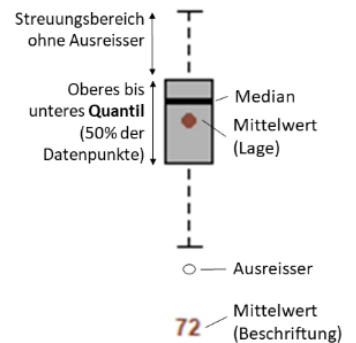 Streuungsbereich
ohne Ausreisser
Oberes bis
unteres Quantil
(50% der
Datenpunkte)
Median
Mittelwert
(Lage)
Ausreisser
72
Mittelwert
(Beschriftung)